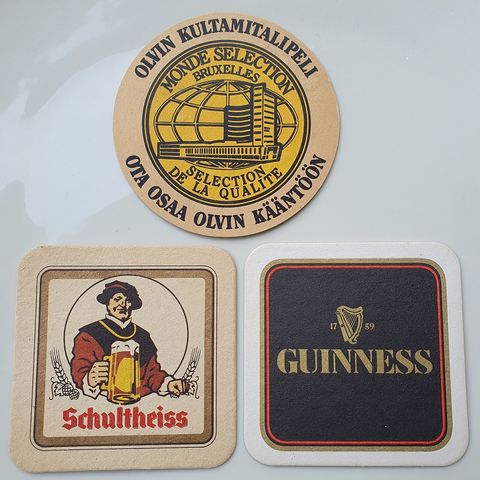 OLVIN KULTAMITALIPELI
MONDE SELECTION
BRUXELLES
SELECTION
DE LA QUALITE
OTA OSAA OLVIN KÄÄNTÖÖN
Schultheiss
17 59
GUINNESS